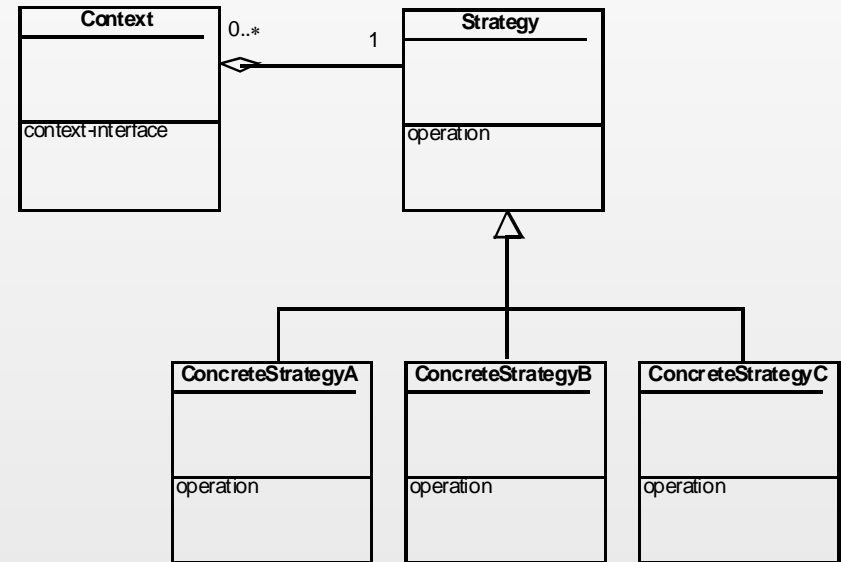 Context
0..*
1
Strategy
context-interface
operation
ConcreteStrategyA
ConcreteStrategyB
ConcreteStrategyC
operation
operation
operation